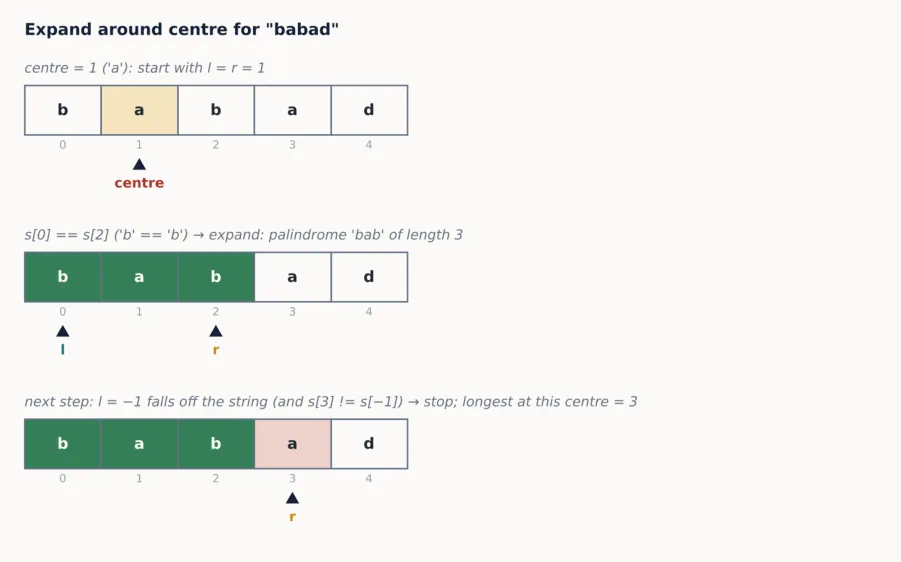 Expand around centre for "babad"
centre = 1 ('a'): start with l = r = 1
b a b a d
0 1 2 3 4
centre
s[0] == s[2] ('b' == 'b') → expand: palindrome 'bab' of length 3
b a b a d
0 1 2 3 4
l r
next step: l = −1 falls off the string (and s[3] != s[−1]) → stop; longest at this centre = 3
b a b a d
0 1 2 3 4
r